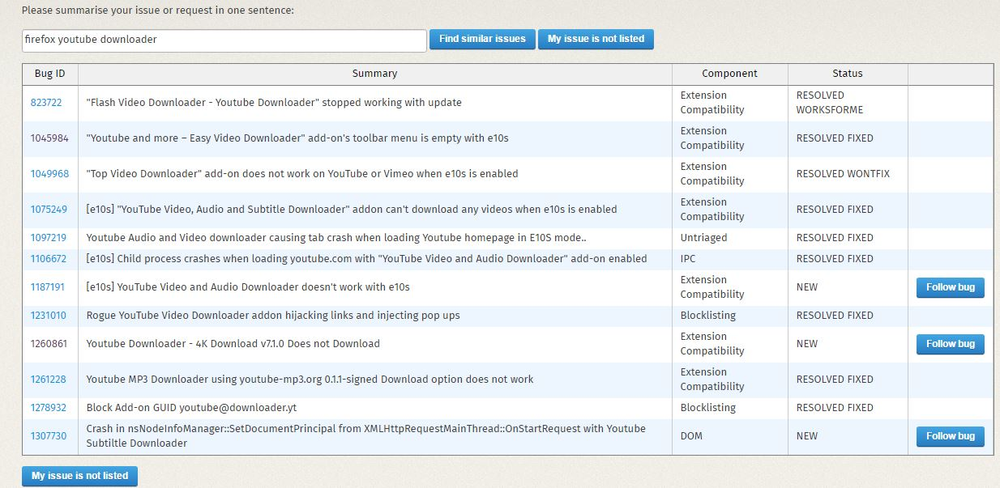 Please summarise your issue or request in one sentence:
firefox youtube downloader
Find similar issues
My issue is not listed
Bug ID Summary Component Status
823722 "Flash Video Downloader - Youtube Downloader" stopped working with update Extension Compatibility RESOLVED WORKSFORME
1045984 "Youtube and more – Easy Video Downloader" add-on's toolbar menu is empty with e10s Extension Compatibility RESOLVED FIXED
1049968 "Top Video Downloader" add-on does not work on YouTube or Vimeo when e10s is enabled Extension Compatibility RESOLVED WONTFIX
1075249 [e10s] "YouTube Video, Audio and Subtitle Downloader" addon can't download any videos when e10s is enabled Extension Compatibility RESOLVED FIXED
1097219 Youtube Audio and Video downloader causing tab crash when loading Youtube homepage in E10S mode.. Untriaged RESOLVED FIXED
1106672 [e10s] Child process crashes when loading youtube.com with "YouTube Video and Audio Downloader" add-on enabled IPC RESOLVED FIXED
1187191 [e10s] YouTube Video and Audio Downloader doesn't work with e10s Extension Compatibility NEW Follow bug
1231010 Rogue YouTube Video Downloader addon hijacking links and injecting pop ups Blocklisting RESOLVED FIXED
1260861 Youtube Downloader - 4K Download v7.1.0 Does not Download Extension Compatibility NEW Follow bug
1261228 Youtube MP3 Downloader using youtube-mp3.org 0.1.1-signed Download option does not work Extension Compatibility RESOLVED FIXED
1278932 Block Add-on GUID youtube@downloader.yt Blocklisting RESOLVED FIXED
1307730 Crash in nsNodeInfoManager::SetDocumentPrincipal from XMLHttpRequestMainThread::OnStartRequest with Youtube Subtiltle Downloader DOM NEW Follow bug
My issue is not listed